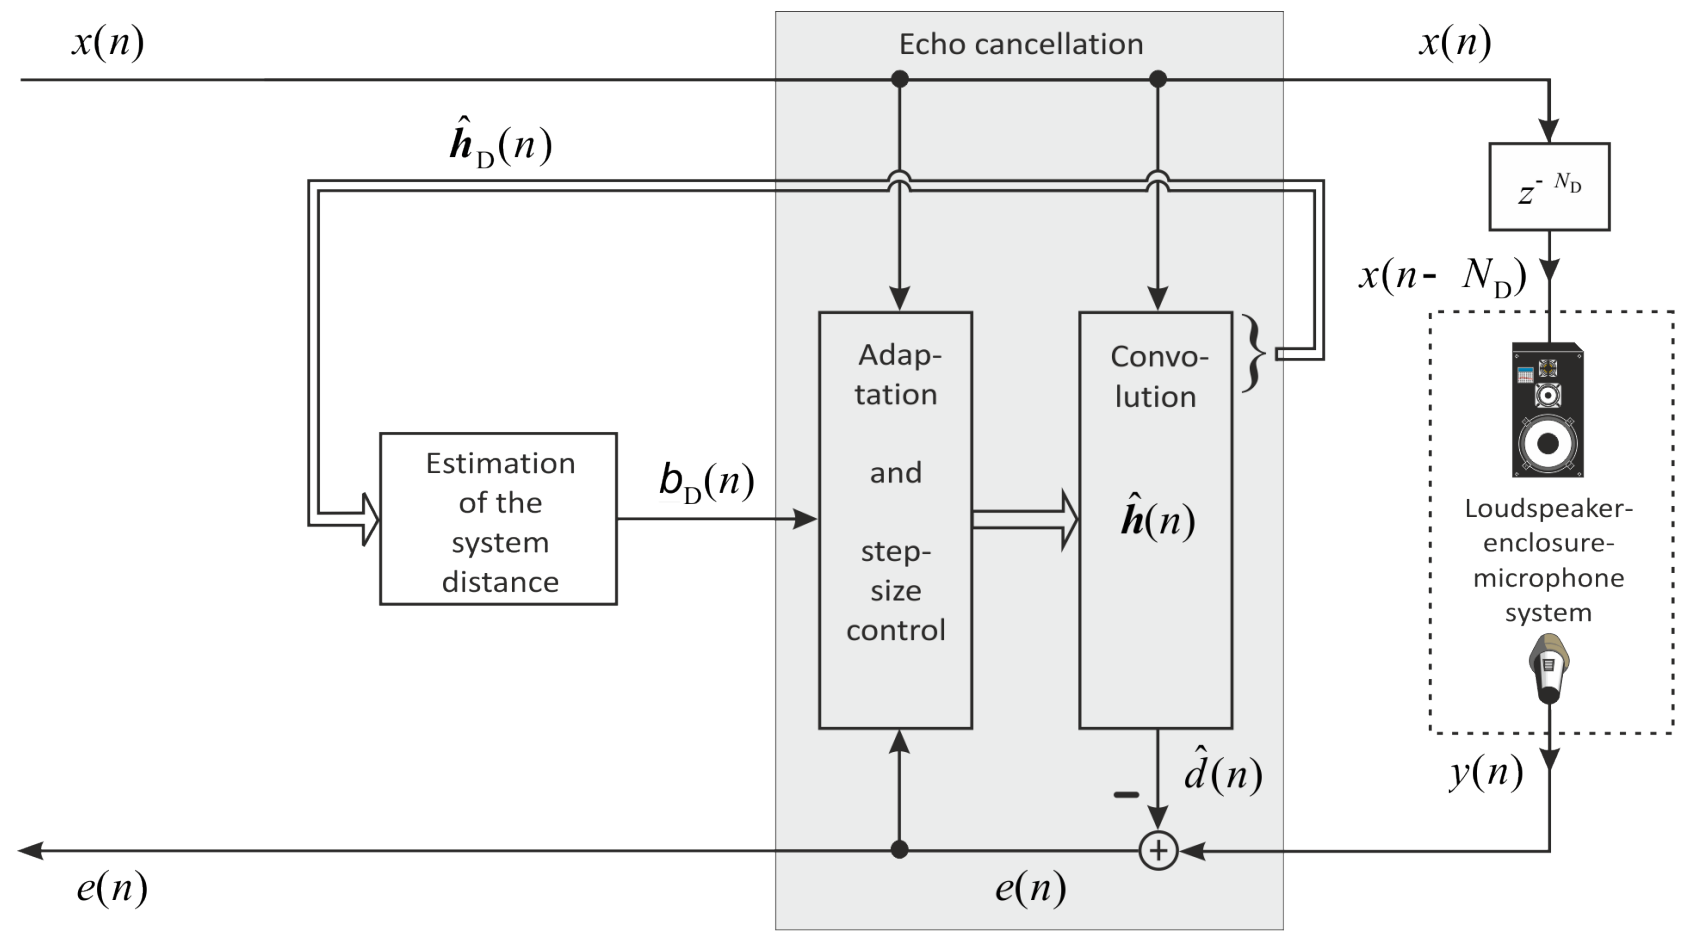 Echo cancellation
x(n)
x(n)
ĥ_D(n)
z^{- N_D}
x(n- N_D)
Adap-
tation
and
step-
size
control
Convo-
lution
ĥ(n)
Estimation
of the
system
distance
b_D(n)
Loudspeaker-
enclosure-
microphone
system
y(n)
d̂(n)
–
+
e(n)
e(n)